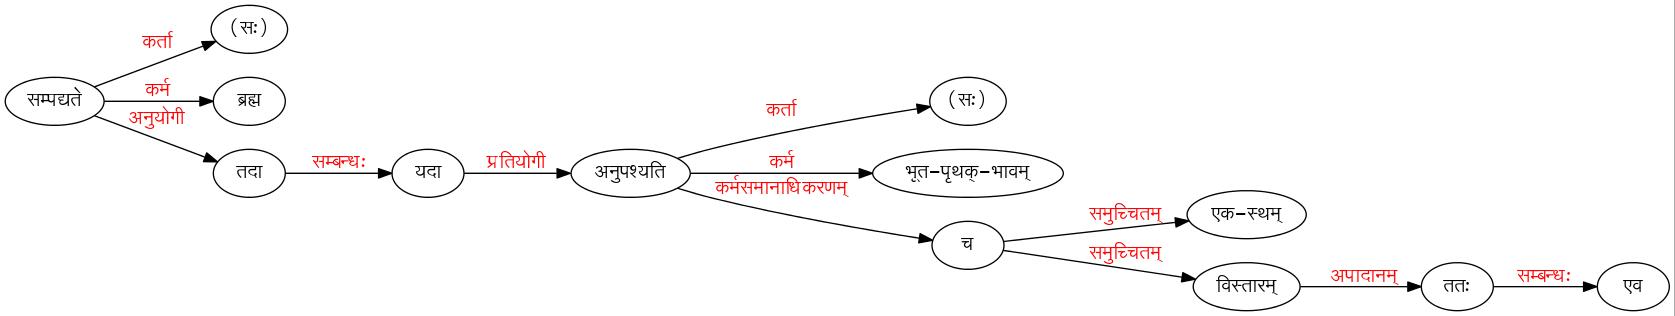 (सः)
कर्ता
सम्पद्यते
कर्म
ब्रह्म
अनुयोगी
तदा
सम्बन्धः
यदा
प्रतियोगी
अनुपश्यति
कर्ता
(सः)
कर्म
भूत-पृथक्-भावम्
कर्मसमानाधिकरणम्
च
समुच्चितम्
एक-स्थम्
समुच्चितम्
विस्तारम्
अपादानम्
ततः
सम्बन्धः
एव